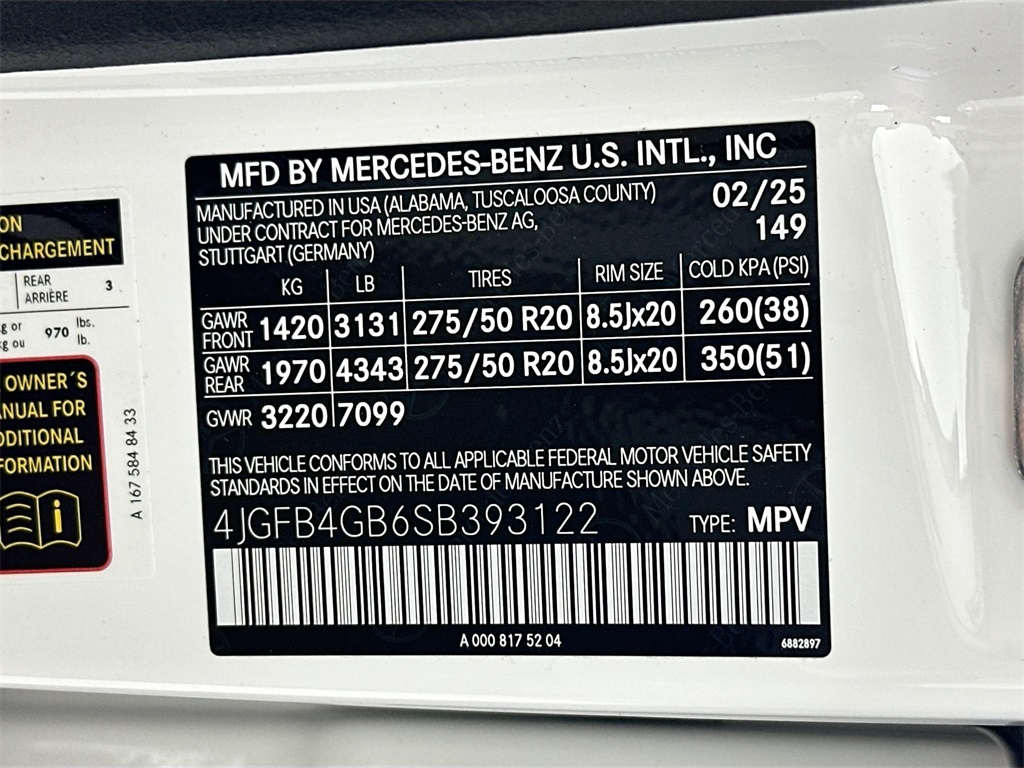 MFD BY MERCEDES-BENZ U.S. INTL., INC
MANUFACTURED IN USA (ALABAMA, TUSCALOOSA COUNTY) 02/25
UNDER CONTRACT FOR MERCEDES-BENZ AG, 149
STUTTGART (GERMANY)
KG LB TIRES RIM SIZE COLD KPA (PSI)
GAWR FRONT 1420 3131 275/50 R20 8.5Jx20 260(38)
GAWR REAR 1970 4343 275/50 R20 8.5Jx20 350(51)
GVWR 3220 7099
THIS VEHICLE CONFORMS TO ALL APPLICABLE FEDERAL MOTOR VEHICLE SAFETY
STANDARDS IN EFFECT ON THE DATE OF MANUFACTURE SHOWN ABOVE.
4JGFB4GB6SB393122 TYPE: MPV
A 000 817 52 04 6882897
ON
CHARGEMENT
REAR 3
ARRIÈRE
kg or 970 lbs.
kg ou lb.
OWNER´S
ANUAL FOR
DDITIONAL
FORMATION
A 167 584 84 33